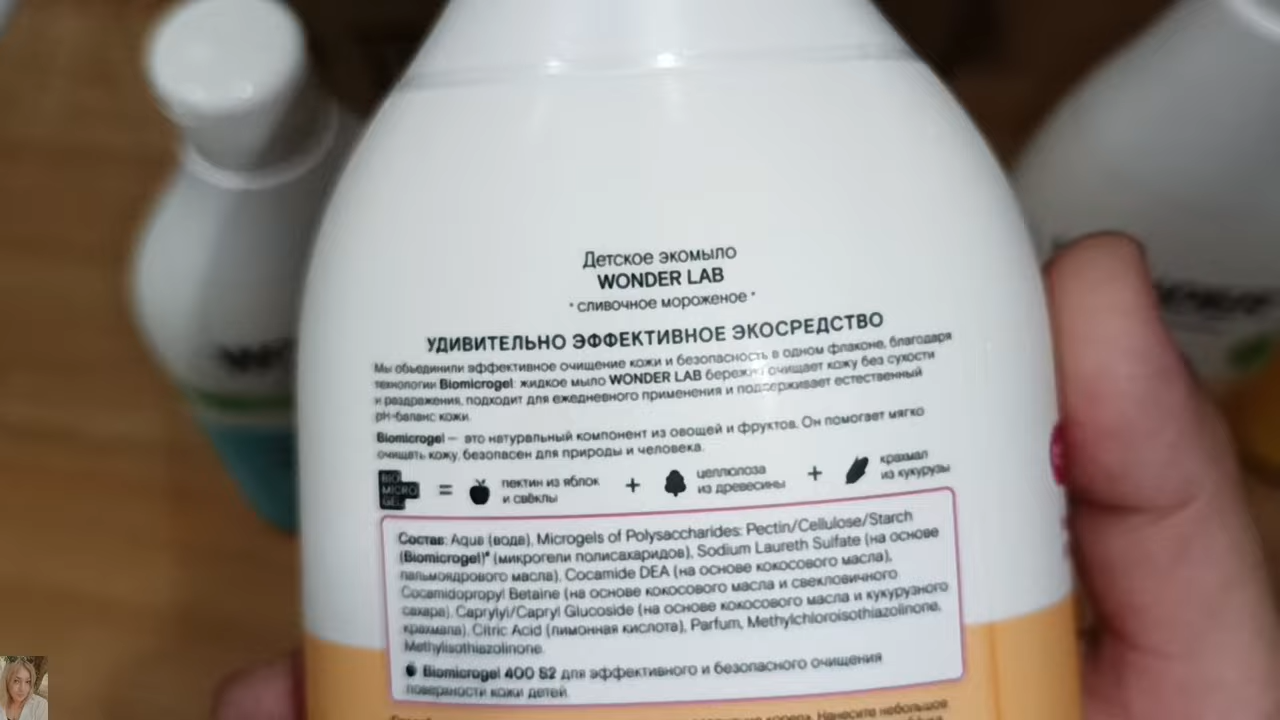 Детское экомыло
WONDER LAB
• сливочное мороженое •
УДИВИТЕЛЬНО ЭФФЕКТИВНОЕ ЭКОСРЕДСТВО
Мы объединили эффективное очищение кожи и безопасность в одном флаконе, благодаря
технологии Biomicrogel: жидкое мыло WONDER LAB бережно очищает кожу без сухости
и раздражения, подходит для ежедневного применения и поддерживает естественный
pH-баланс кожи.
Biomicrogel — это натуральный компонент из овощей и фруктов. Он помогает мягко
очищать кожу, безопасен для природы и человека.
BIO MICRO GEL = пектин из яблок и свёклы + целлюлоза из древесины + крахмал из кукурузы
Состав: Aqua (вода), Microgels of Polysaccharides: Pectin/Cellulose/Starch
(Biomicrogel)* (микрогели полисахаридов), Sodium Laureth Sulfate (на основе
пальмоядрового масла), Cocamide DEA (на основе кокосового масла),
Cocamidopropyl Betaine (на основе кокосового масла и свекловичного
сахара), Caprylyl/Capryl Glucoside (на основе кокосового масла и кукурузного
крахмала), Citric Acid (лимонная кислота), Parfum, Methylchloroisothiazolinone,
Methylisothiazolinone.
Biomicrogel 400 S2 для эффективного и безопасного очищения
поверхности кожи детей.
Нанесите небольшое